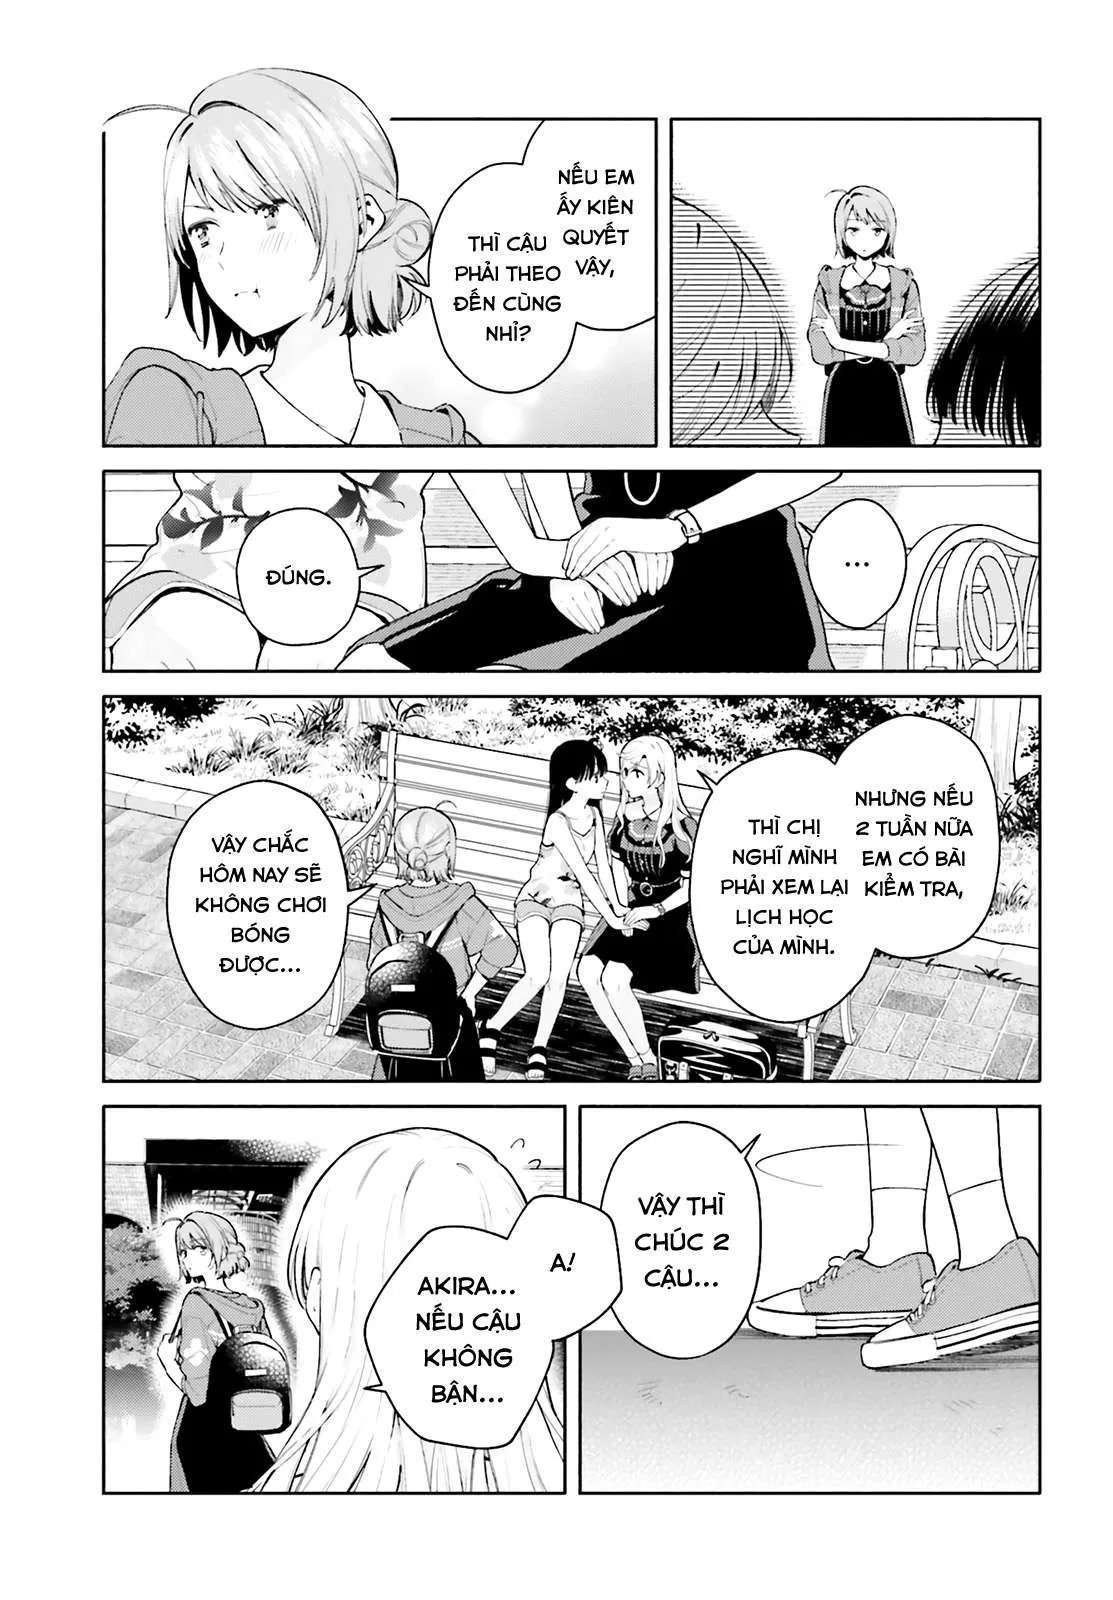 NẾU EM
ẤY KIÊN
QUYẾT
VẬY,
THÌ CẬU
PHẢI THEO
ĐẾN CÙNG
NHỈ?
...
ĐÚNG.
NHƯNG NẾU
2 TUẦN NỮA
EM CÓ BÀI
KIỂM TRA,
THÌ CHỊ
NGHĨ MÌNH
PHẢI XEM LẠI
LỊCH HỌC
CỦA MÌNH.
VẬY CHẮC
HÔM NAY SẼ
KHÔNG CHƠI
BÓNG
ĐƯỢC...
VẬY THÌ
CHÚC 2
CẬU...
A!
AKIRA...
NẾU CẬU
KHÔNG
BẬN...